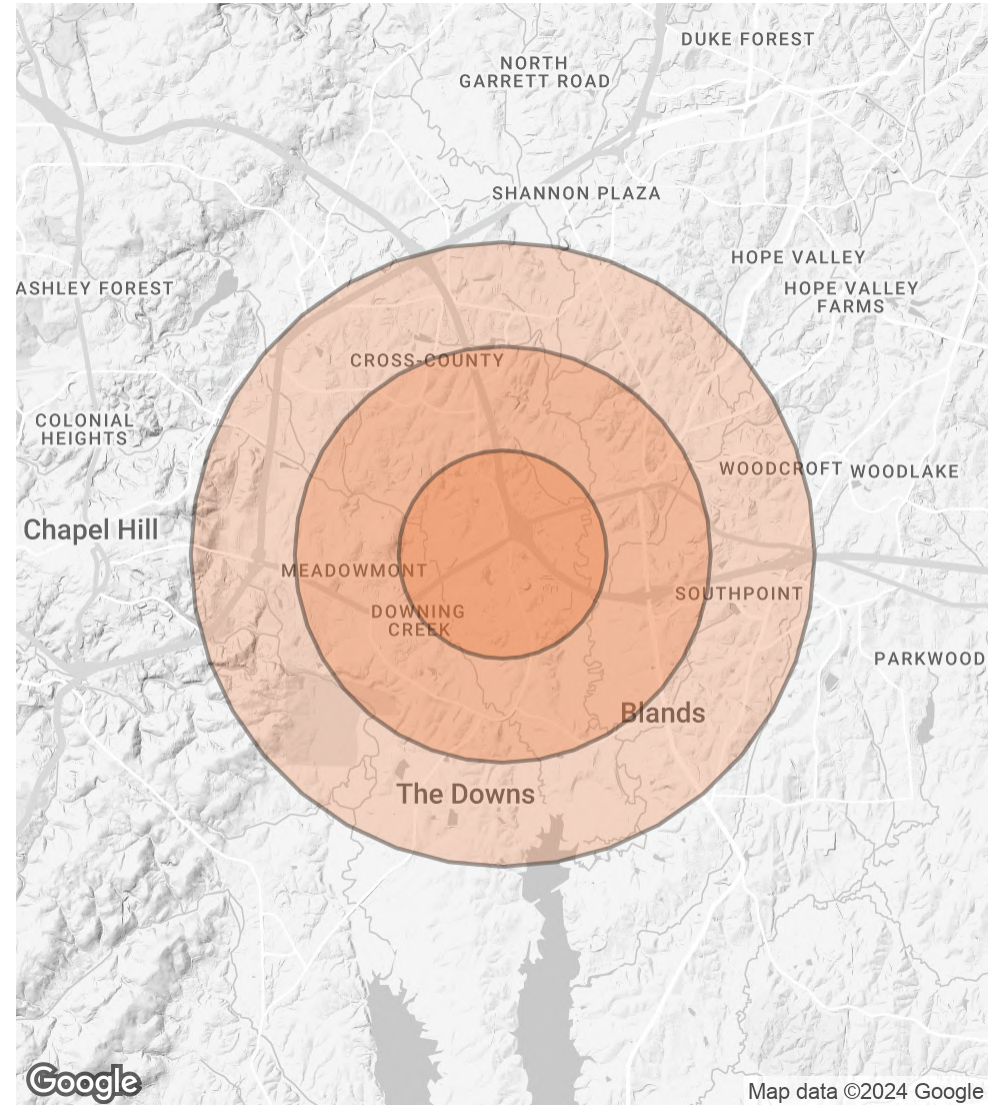 DUKE FOREST
NORTH
GARRETT ROAD
SHANNON PLAZA
HOPE VALLEY
ASHLEY FOREST
HOPE VALLEY
FARMS
CROSS-COUNTY
COLONIAL
HEIGHTS
WOODCROFT
WOODLAKE
Chapel Hill
MEADOWMONT
SOUTHPOINT
DOWNING
CREEK
PARKWOOD
Blands
The Downs
Google
Map data ©2024 Google